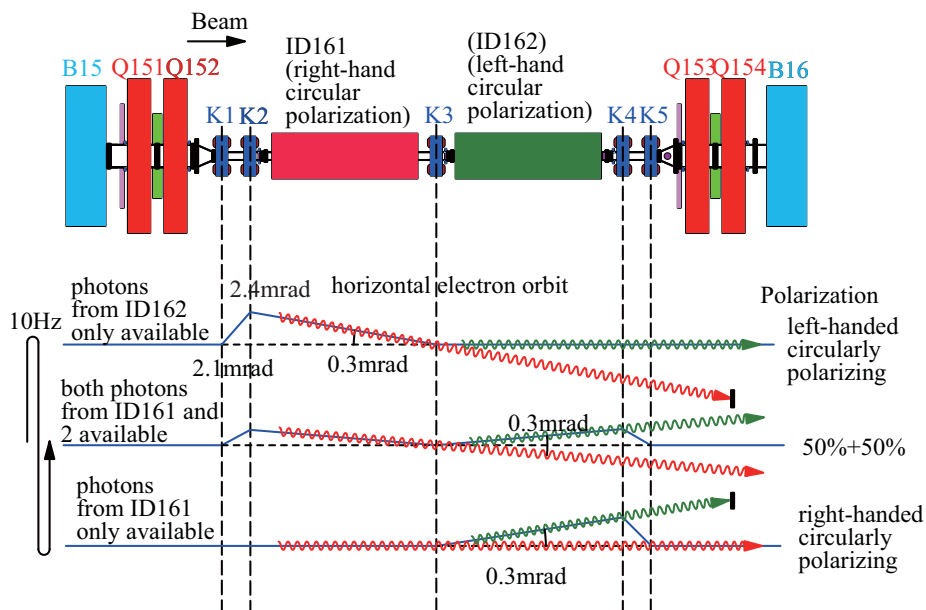 Beam
B15
Q151
Q152
K1
K2
ID161
(right-hand
circular
polarization)
K3
(ID162)
(left-hand
circular
polarization)
K4
K5
Q153
Q154
B16
10Hz
photons
from ID162
only available
2.4mrad
horizontal electron orbit
2.1mrad
0.3mrad
Polarization
left-handed
circularly
polarizing
both photons
from ID161 and
2 available
0.3mrad
50%+50%
photons
from ID161
only available
0.3mrad
right-handed
circularly
polarizing